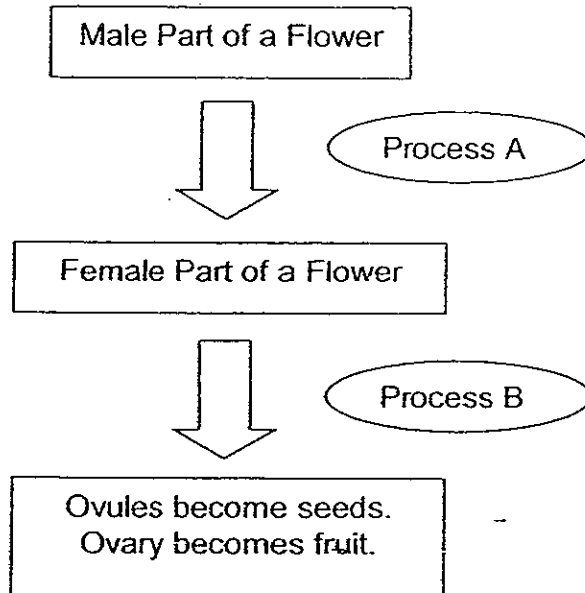 Male Part of a Flower
Process A
Female Part of a Flower
Process B
Ovules become seeds.
Ovary becomes fruit.